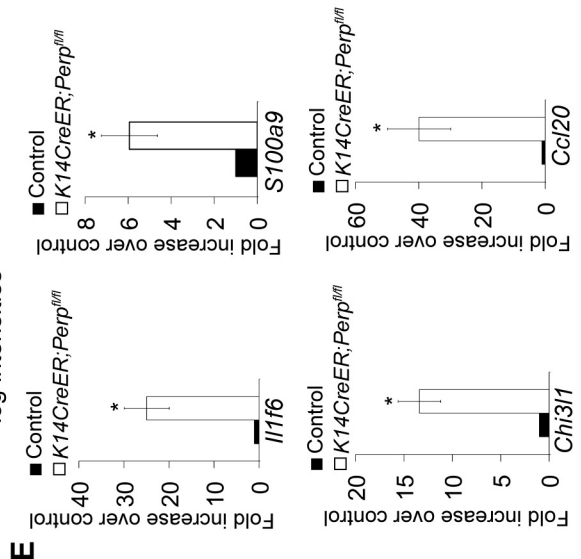 E
■ Control
□ K14CreER;Perpfl/fl
Fold increase over control
40
30
20
10
0
*
Il1f6
■ Control
□ K14CreER;Perpfl/fl
Fold increase over control
8
6
4
2
0
*
S100a9
■ Control
□ K14CreER;Perpfl/fl
Fold increase over control
20
15
10
5
0
*
Chi3l1
■ Control
□ K14CreER;Perpfl/fl
Fold increase over control
60
40
20
0
*
Ccl20